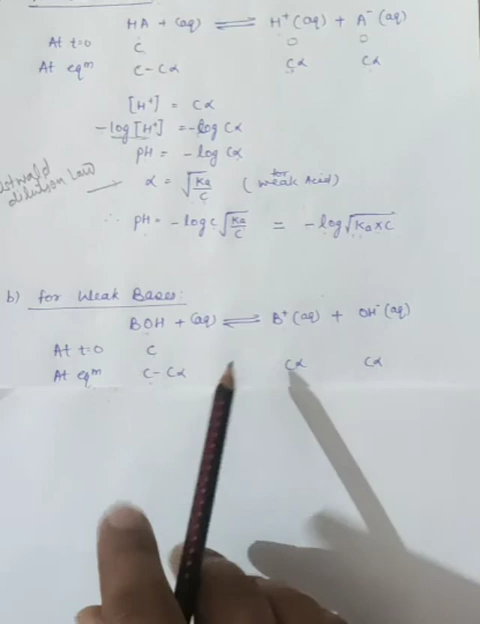 HA + (aq) ⇌ H⁺ (aq) + A⁻ (aq)
At t=0 C 0 0
At eqᵐ C-Cα Cα Cα
[H⁺] = Cα
-log [H⁺] = -log Cα
pH = -log Cα
stwald dilution Law → α = √(Ka/C) (for weak Acid)
∴ pH = -log C √(Ka/C) = -log √(Ka×C)
b) for Weak Bases:
BOH + (aq) ⇌ B⁺ (aq) + OH⁻ (aq)
At t=0 C
At eqᵐ C-Cα Cα Cα